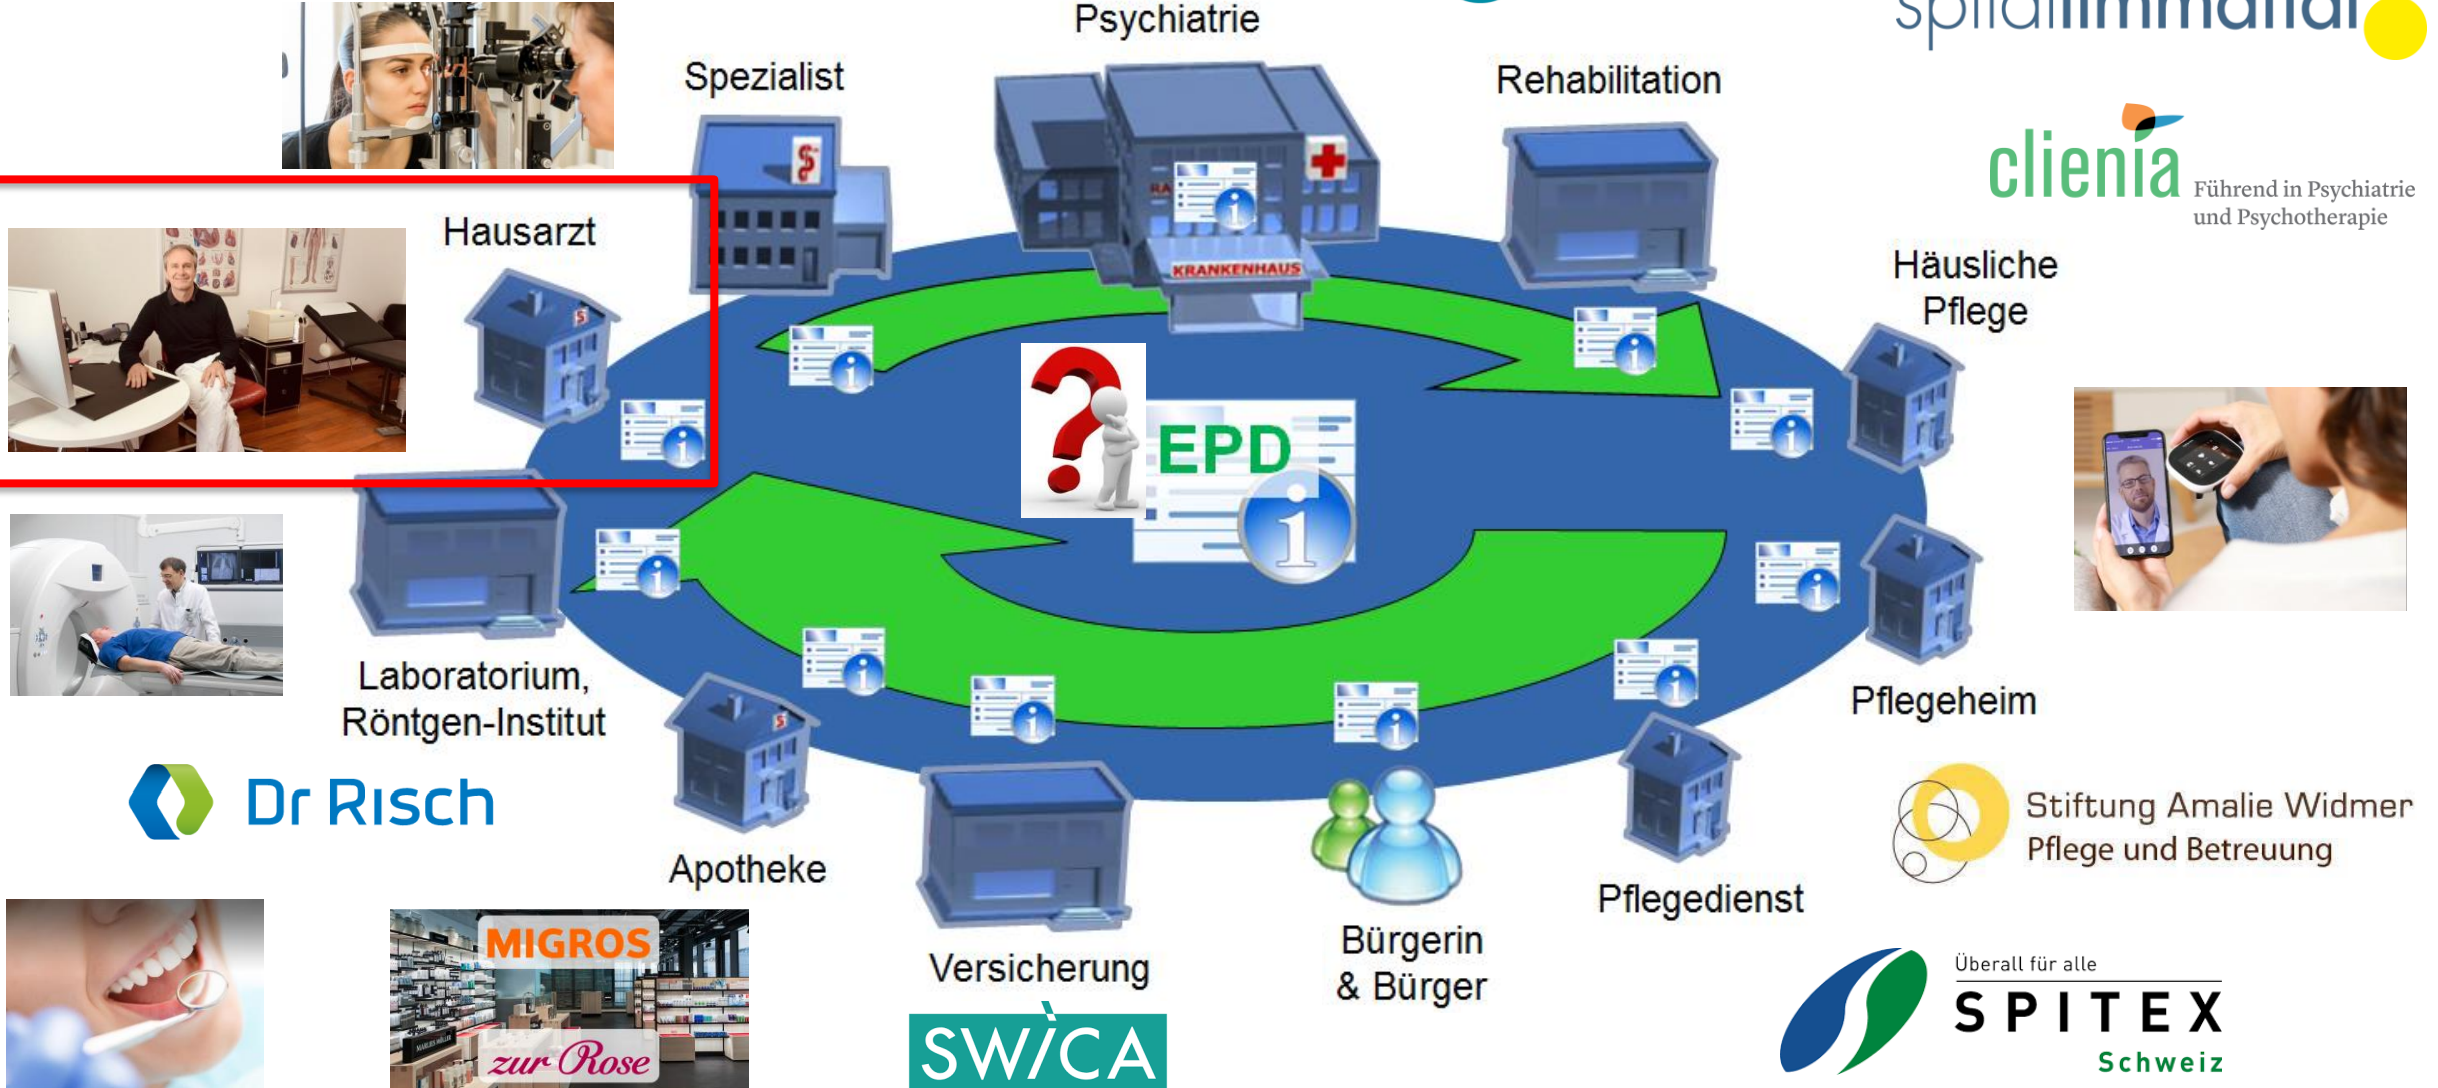 Psychiatrie
spitallimmattal
Spezialist
Rehabilitation
clienia
Führend in Psychiatrie
und Psychotherapie
Hausarzt
KRANKENHAUS
Häusliche
Pflege
EPD
Laboratorium,
Röntgen-Institut
Pflegeheim
Dr Risch
Stiftung Amalie Widmer
Pflege und Betreuung
Apotheke
Pflegedienst
Versicherung
Bürgerin
& Bürger
MIGROS
zur Rose
SWICA
Überall für alle
SPITEX
Schweiz